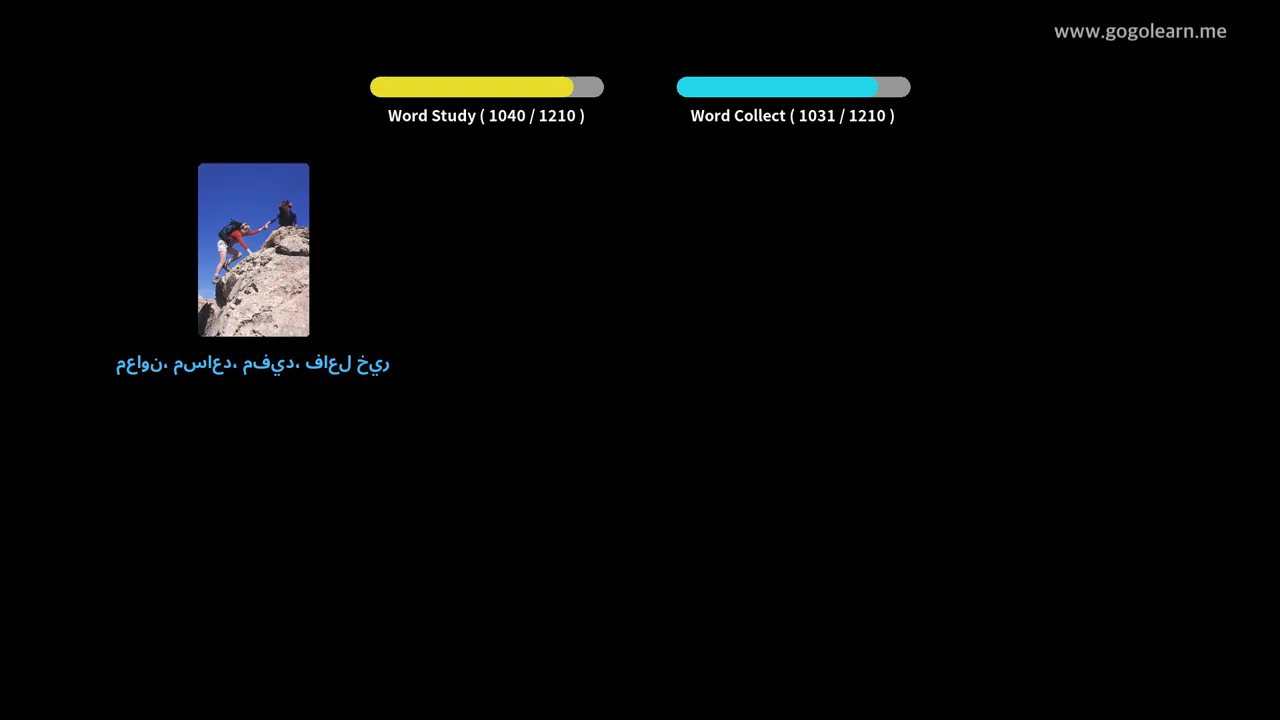 www.gogolearn.me
Word Study ( 1040 / 1210 )
Word Collect ( 1031 / 1210 )
معاون، مساعد، مفيد، فاعل خير